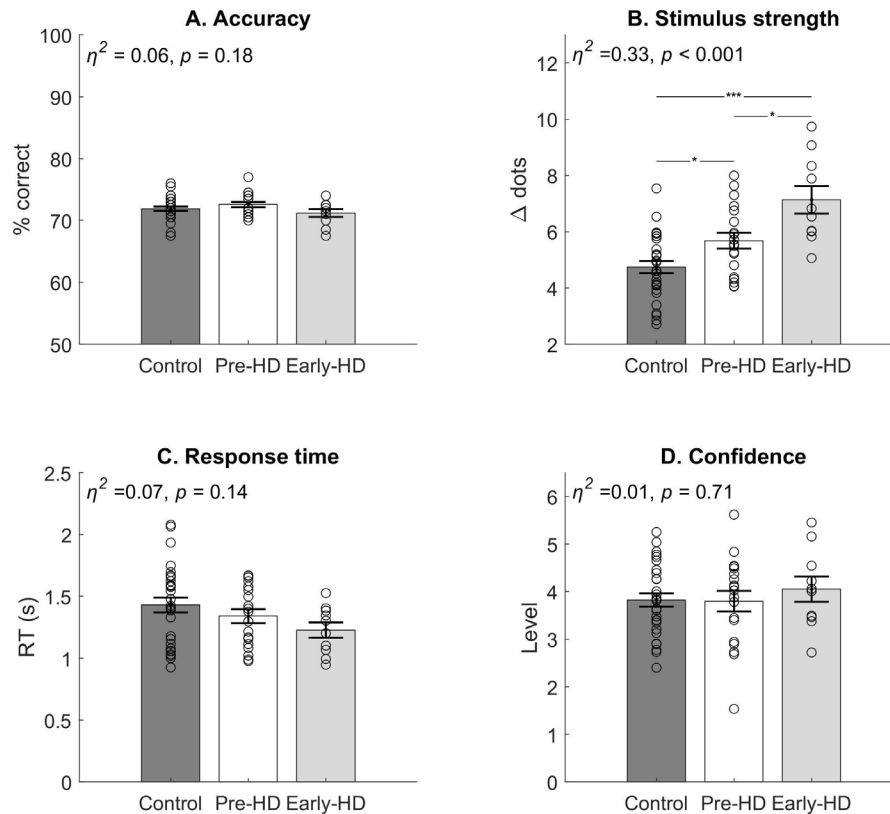 A. Accuracy
η² = 0.06, p = 0.18
% correct
100
90
80
70
60
50
Control Pre-HD Early-HD
B. Stimulus strength
η² =0.33, p < 0.001
Δ dots
12
10
8
6
4
2
***
*
*
Control Pre-HD Early-HD
C. Response time
η² =0.07, p = 0.14
RT (s)
2.5
2
1.5
1
0.5
0
Control Pre-HD Early-HD
D. Confidence
η² =0.01, p = 0.71
Level
6
5
4
3
2
1
0
Control Pre-HD Early-HD